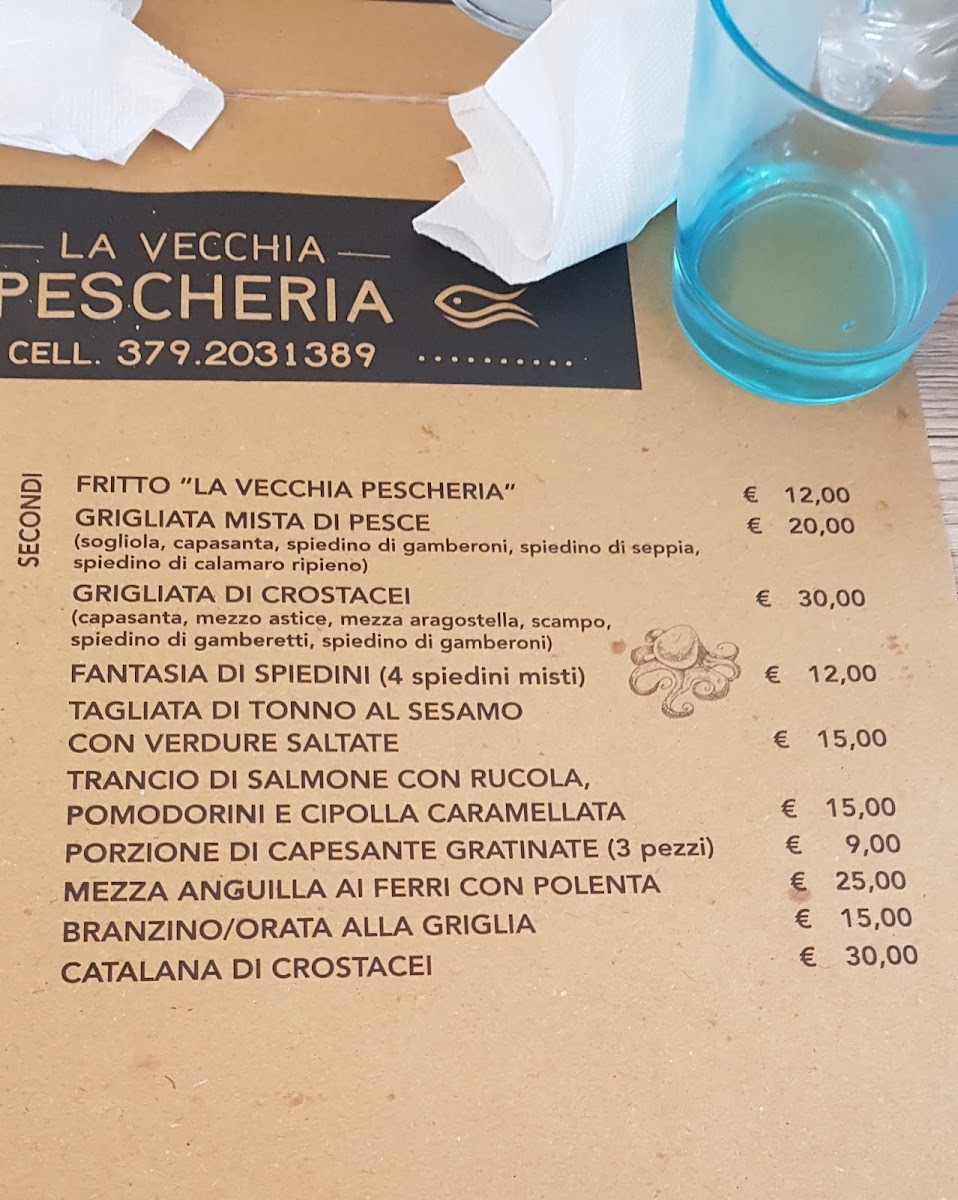 LA VECCHIA
PESCHERIA
CELL. 379.2031389 ..........
SECONDI
FRITTO "LA VECCHIA PESCHERIA" € 12,00
GRIGLIATA MISTA DI PESCE € 20,00
(sogliola, capasanta, spiedino di gamberoni, spiedino di seppia,
spiedino di calamaro ripieno)
GRIGLIATA DI CROSTACEI € 30,00
(capasanta, mezzo astice, mezza aragostella, scampo,
spiedino di gamberetti, spiedino di gamberoni)
FANTASIA DI SPIEDINI (4 spiedini misti) € 12,00
TAGLIATA DI TONNO AL SESAMO
CON VERDURE SALTATE € 15,00
TRANCIO DI SALMONE CON RUCOLA,
POMODORINI E CIPOLLA CARAMELLATA € 15,00
PORZIONE DI CAPESANTE GRATINATE (3 pezzi) € 9,00
MEZZA ANGUILLA AI FERRI CON POLENTA € 25,00
BRANZINO/ORATA ALLA GRIGLIA € 15,00
CATALANA DI CROSTACEI € 30,00